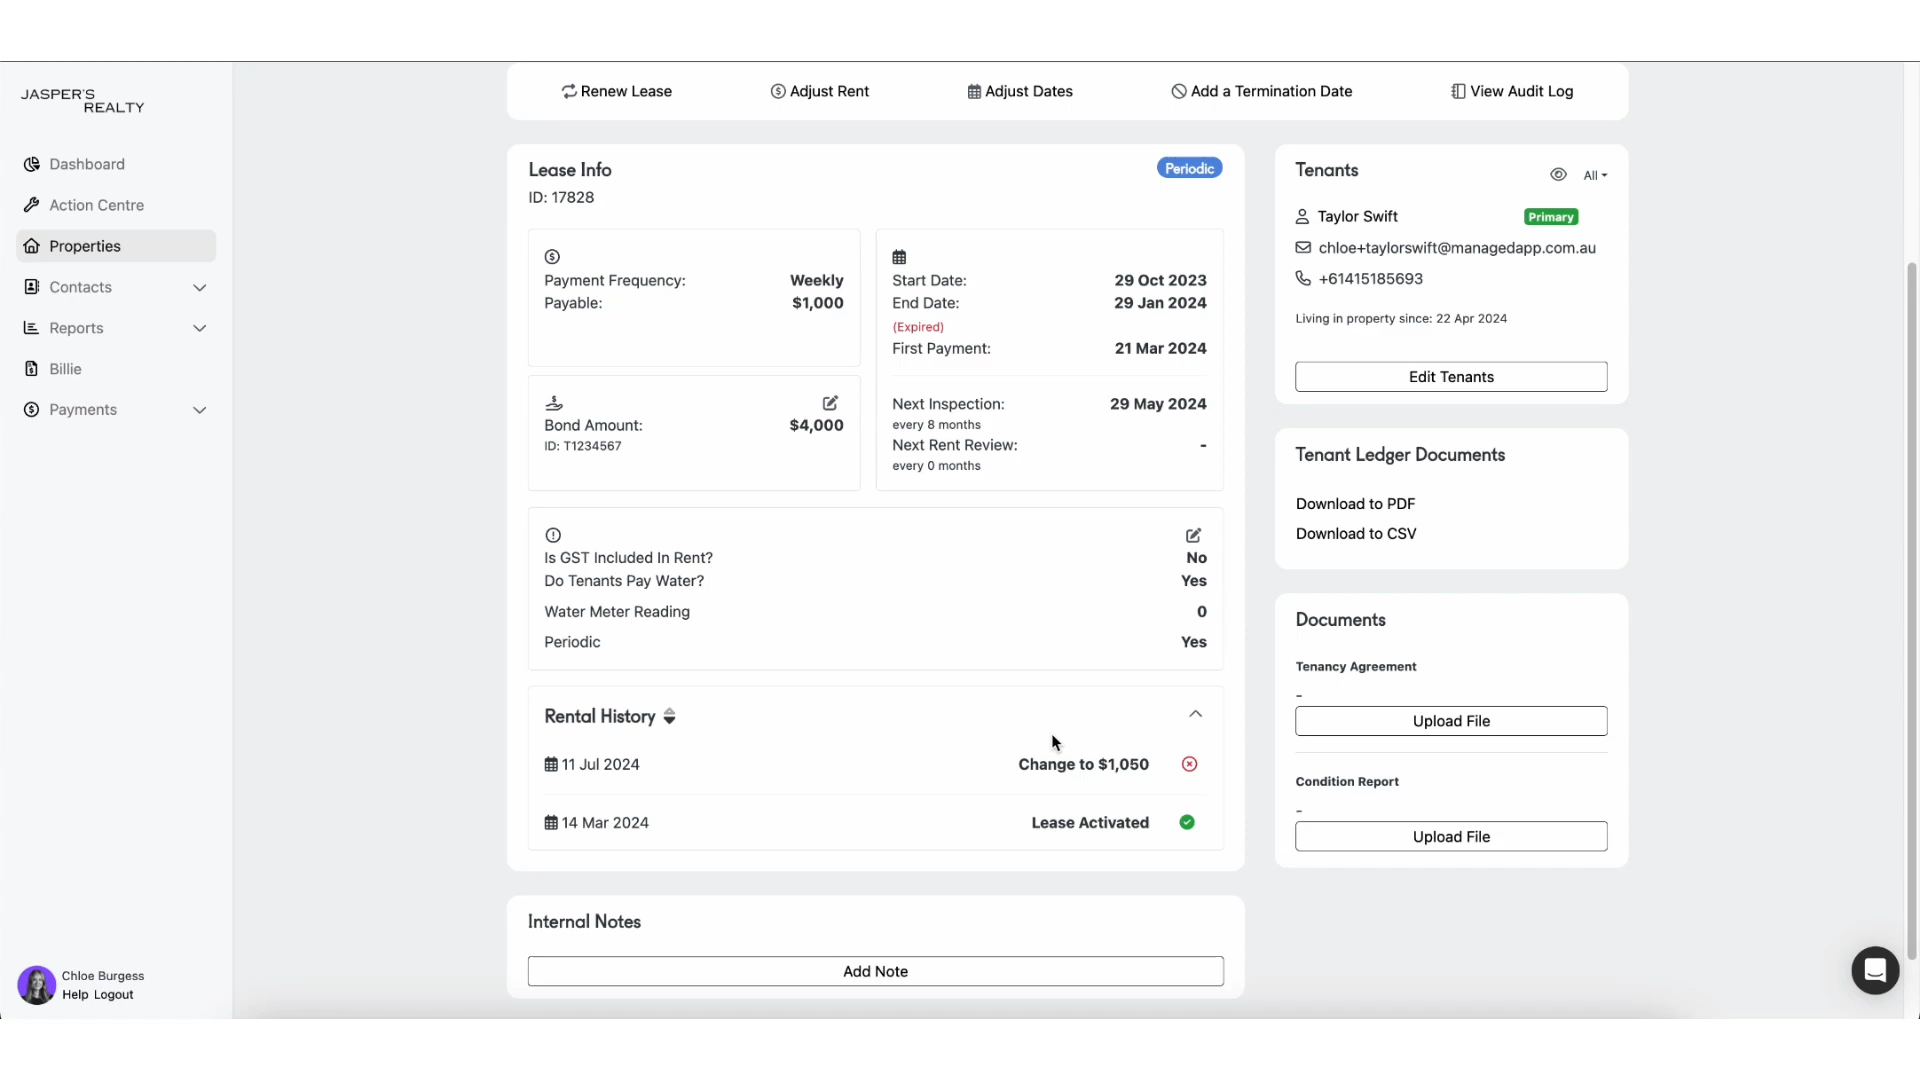 JASPER'S
REALTY
Dashboard
Action Centre
Properties
Contacts
Reports
Billie
Payments
Chloe Burgess
Help Logout
Renew Lease
Adjust Rent
Adjust Dates
Add a Termination Date
View Audit Log
Lease Info
Periodic
ID: 17828
Payment Frequency: Weekly
Payable: $1,000
Bond Amount: $4,000
ID: T1234567
Start Date: 29 Oct 2023
End Date: 29 Jan 2024
(Expired)
First Payment: 21 Mar 2024
Next Inspection: 29 May 2024
every 8 months
Next Rent Review: -
every 0 months
Is GST Included In Rent? No
Do Tenants Pay Water? Yes
Water Meter Reading 0
Periodic Yes
Rental History
11 Jul 2024 Change to $1,050
14 Mar 2024 Lease Activated
Internal Notes
Add Note
Tenants
All
Taylor Swift Primary
chloe+taylorswift@managedapp.com.au
+61415185693
Living in property since: 22 Apr 2024
Edit Tenants
Tenant Ledger Documents
Download to PDF
Download to CSV
Documents
Tenancy Agreement
-
Upload File
Condition Report
-
Upload File